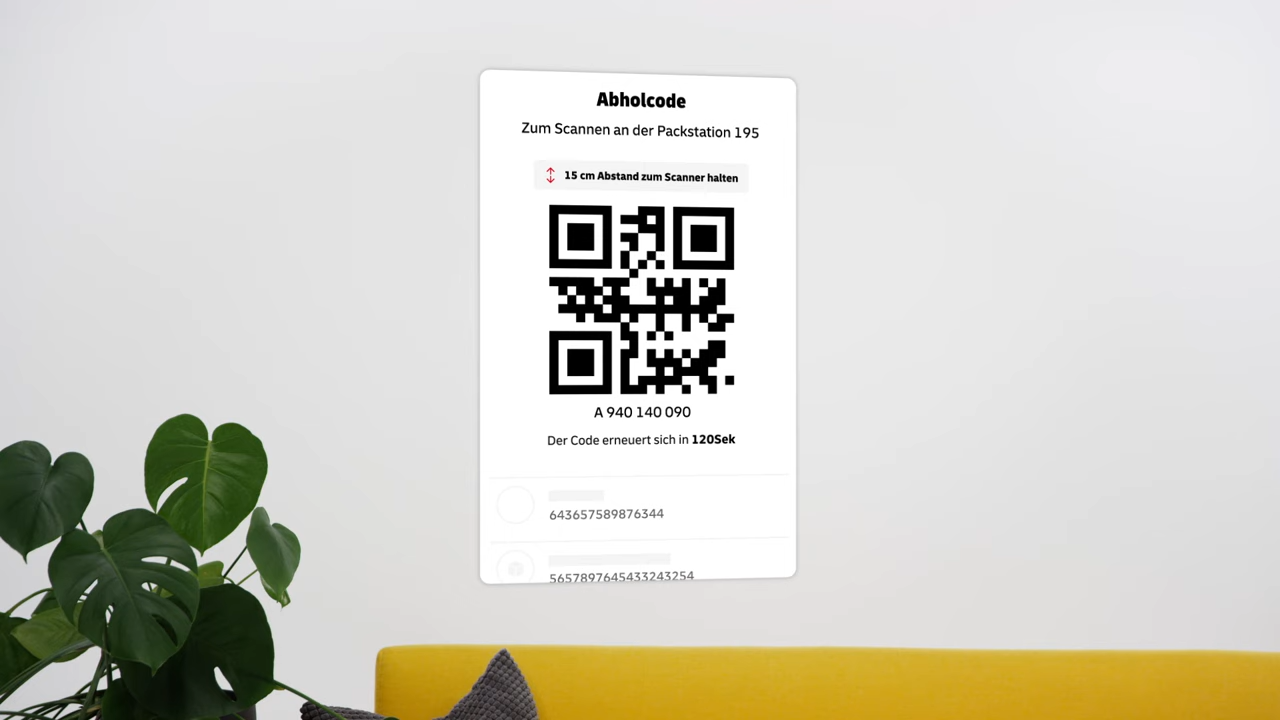 Abholcode
Zum Scannen an der Packstation 195
15 cm Abstand zum Scanner halten
A 940 140 090
Der Code erneuert sich in 120Sek
643657589876344
5657897645433243254